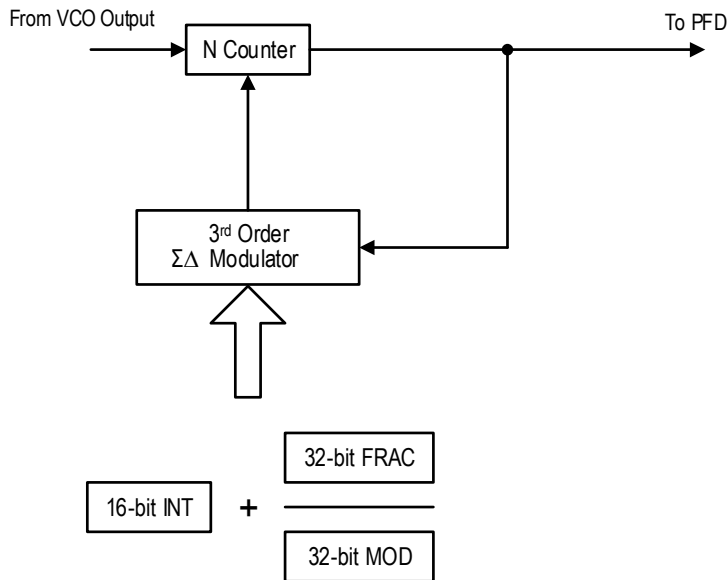 From VCO Output
To PFD
N Counter
3rd Order
ΣΔ Modulator
32-bit FRAC
16-bit INT
+
32-bit MOD